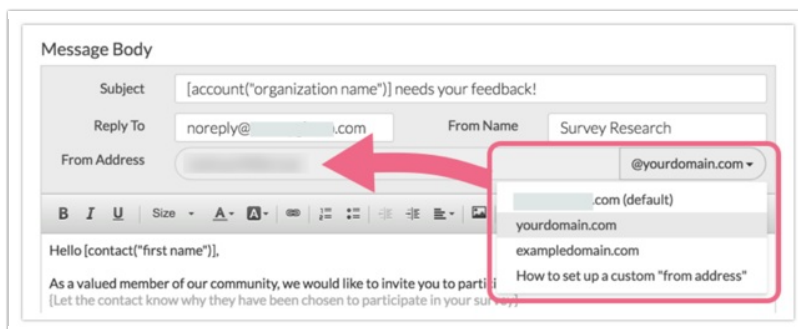 Message Body
Subject [account("organization name")] needs your feedback!
Reply To noreply@ .com From Name Survey Research
From Address @yourdomain.com
.com (default)
yourdomain.com
exampledomain.com
How to set up a custom "from address"
B I U Size A A
Hello [contact("first name")],
As a valued member of our community, we would like to invite you to
[Let the contact know why they have been chosen to participate in your survey]